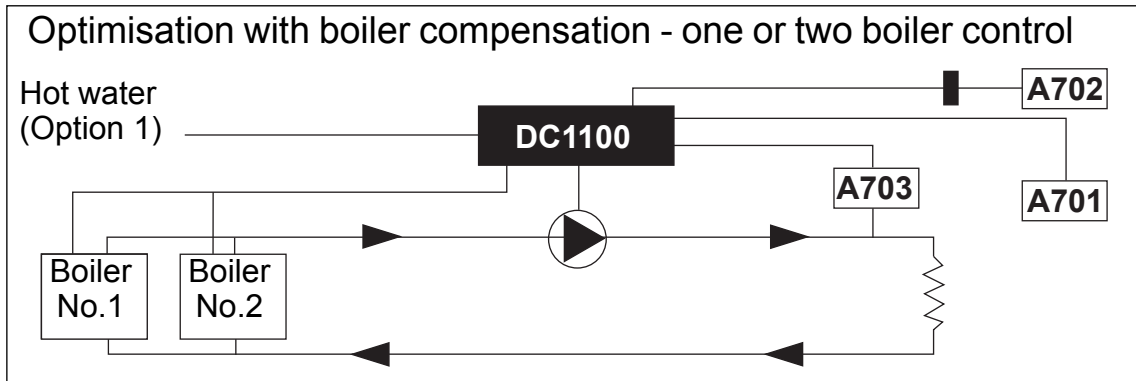 Optimisation with boiler compensation - one or two boiler control
Hot water
(Option 1)
DC1100
A702
A703
A701
Boiler
No.1
Boiler
No.2